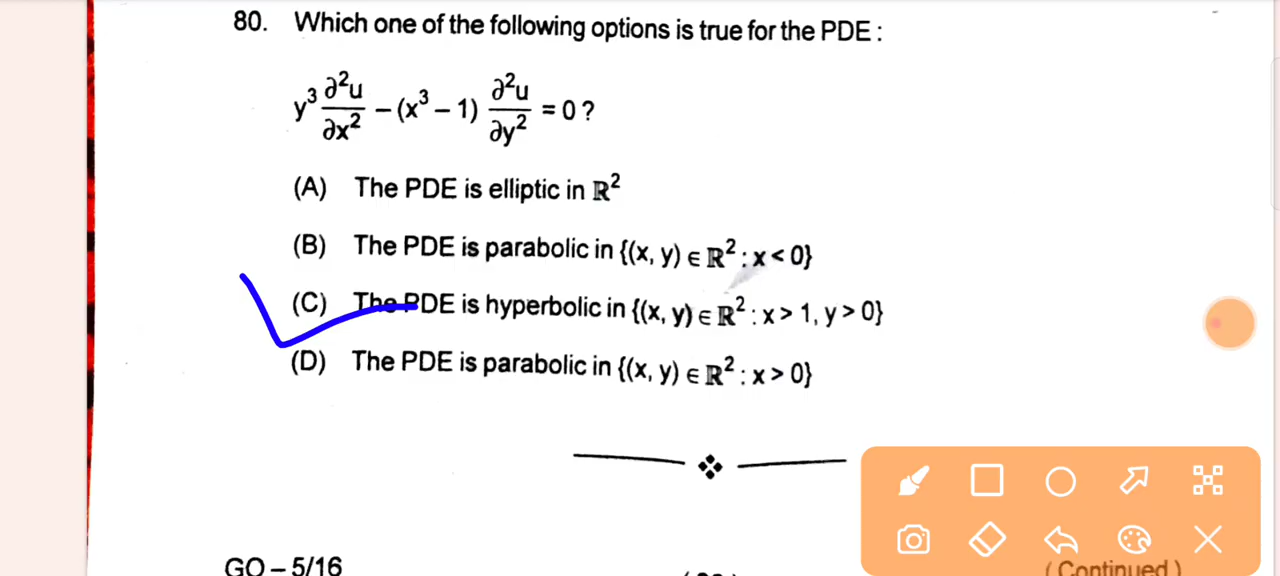 80. Which one of the following options is true for the PDE :
y³ ∂²u/∂x² – (x³ – 1) ∂²u/∂y² = 0 ?
(A) The PDE is elliptic in ℝ²
(B) The PDE is parabolic in {(x, y) ∈ ℝ² : x < 0}
(C) The PDE is hyperbolic in {(x, y) ∈ ℝ² : x > 1, y > 0}
(D) The PDE is parabolic in {(x, y) ∈ ℝ² : x > 0}
GO – 5/16
( Continued )